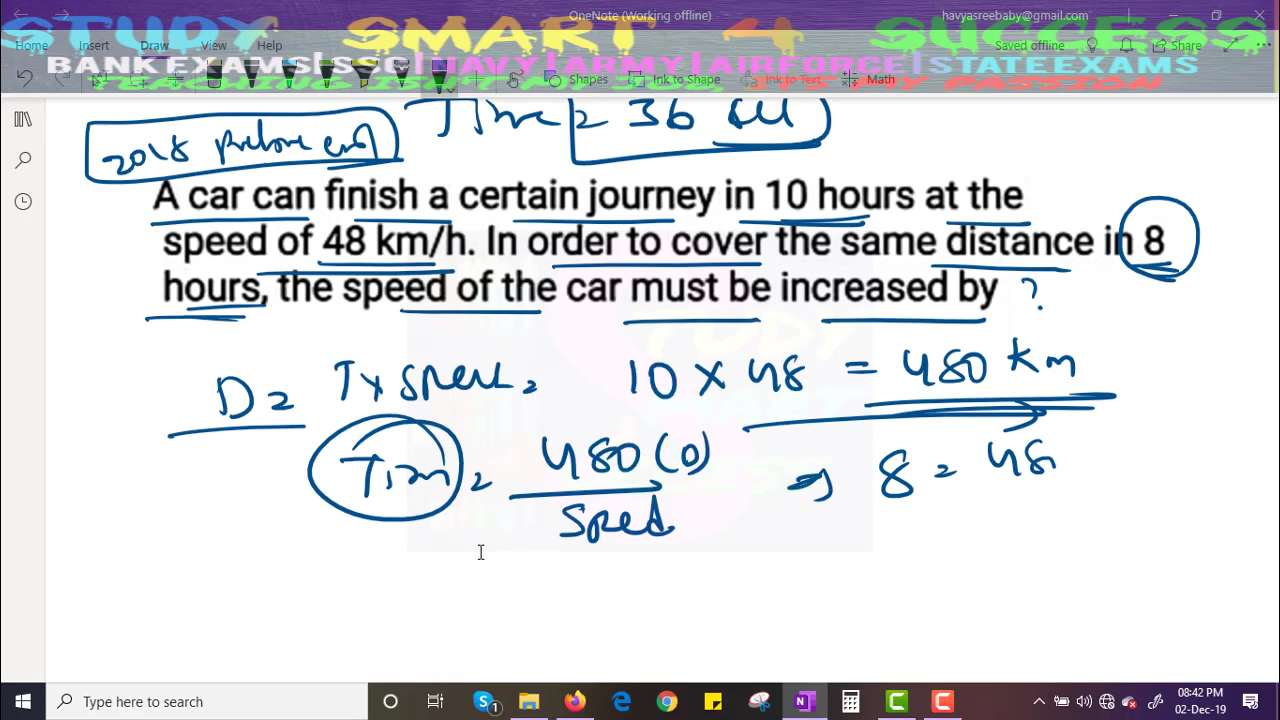 OneNote (Working offline)
havyasreebaby@gmail.com
STUDY SMART 4 SUCCESS
Home Insert Draw View Help
Saved offline Share
BANK EXAMS|SSC|NAVY|ARMY|AIRFORCE|STATE EXAMS
Shapes Ink to Shape Ink to Text Math
Time = 36
2018
A car can finish a certain journey in 10 hours at the
speed of 48 km/h. In order to cover the same distance in 8
hours, the speed of the car must be increased by ?
D = T x Speed = 10 x 48 = 480 Km
Time = 480 (D) ⇒ 8 = 48
Speed
STUDY
Type here to search
1
08:42 PM
02-Dec-19